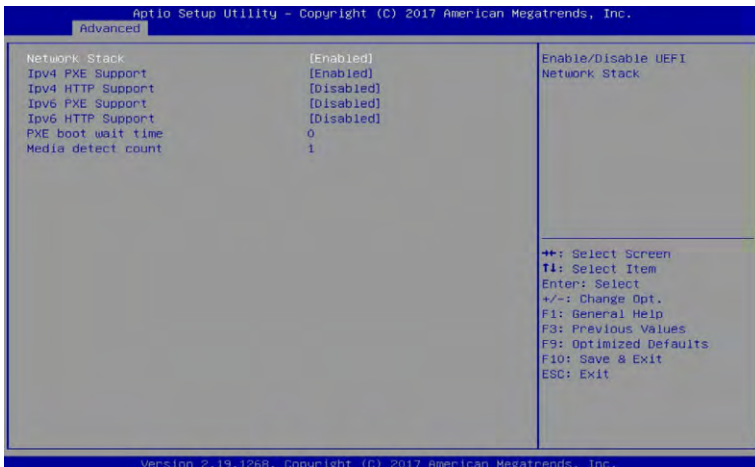 Aptio Setup Utility – Copyright (C) 2017 American Megatrends, Inc.
Advanced
Network Stack [Enabled]
Ipv4 PXE Support [Enabled]
Ipv4 HTTP Support [Disabled]
Ipv6 PXE Support [Disabled]
Ipv6 HTTP Support [Disabled]
PXE boot wait time 0
Media detect count 1
Enable/Disable UEFI
Network Stack
→←: Select Screen
↑↓: Select Item
Enter: Select
+/-: Change Opt.
F1: General Help
F3: Previous Values
F9: Optimized Defaults
F10: Save & Exit
ESC: Exit
Version 2.19.1268. Copyright (C) 2017 American Megatrends, Inc.